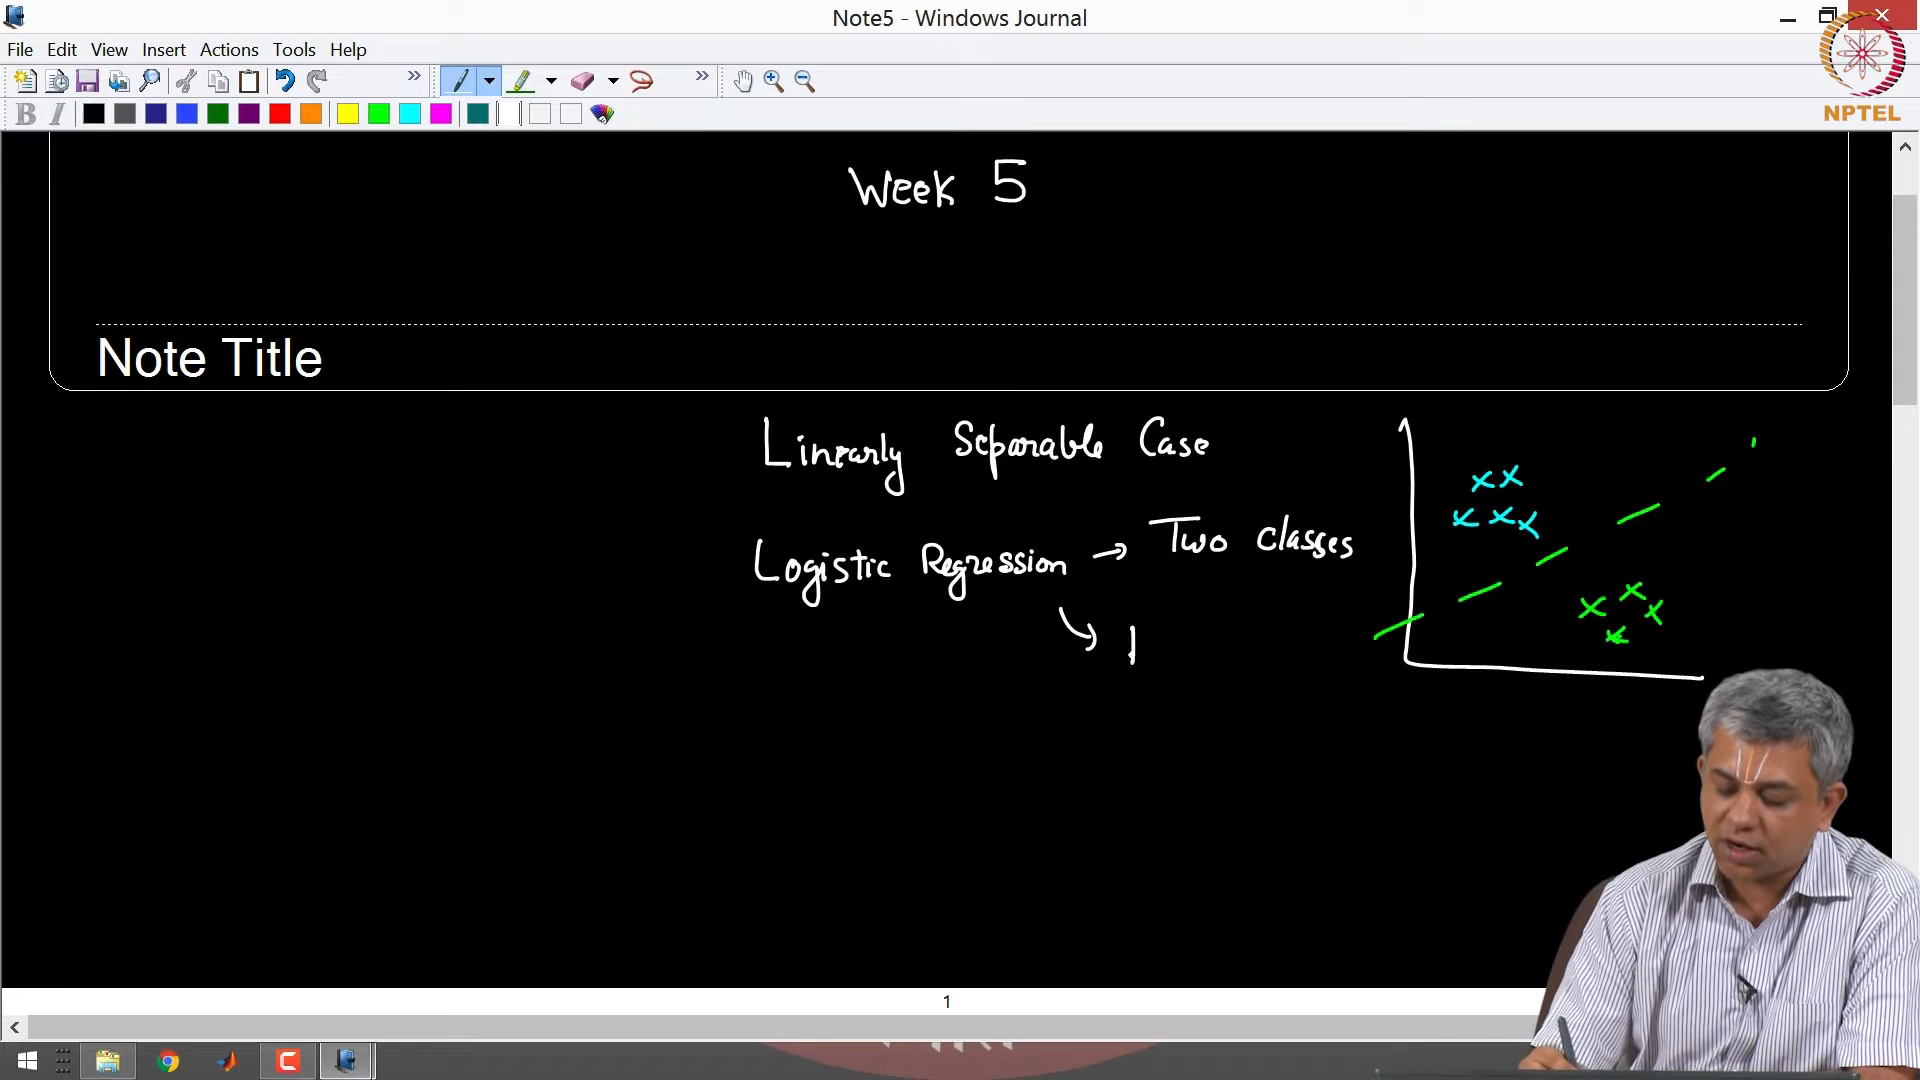 Note5 - Windows Journal
File Edit View Insert Actions Tools Help
B I
NPTEL
Week 5
Note Title
Linearly Separable Case
Logistic Regression → Two classes
1